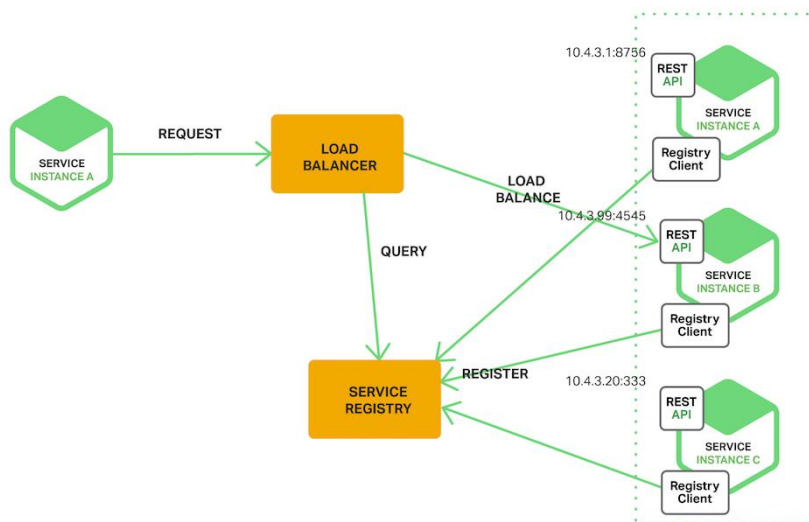 10.4.3.1:8756
REST
API
SERVICE
INSTANCE A
Registry
Client
REQUEST
SERVICE
INSTANCE A
LOAD
BALANCER
LOAD
BALANCE
10.4.3.99:4545
REST
API
SERVICE
INSTANCE B
QUERY
Registry
Client
REGISTER
SERVICE
REGISTRY
10.4.3.20:333
REST
API
SERVICE
INSTANCE C
Registry
Client